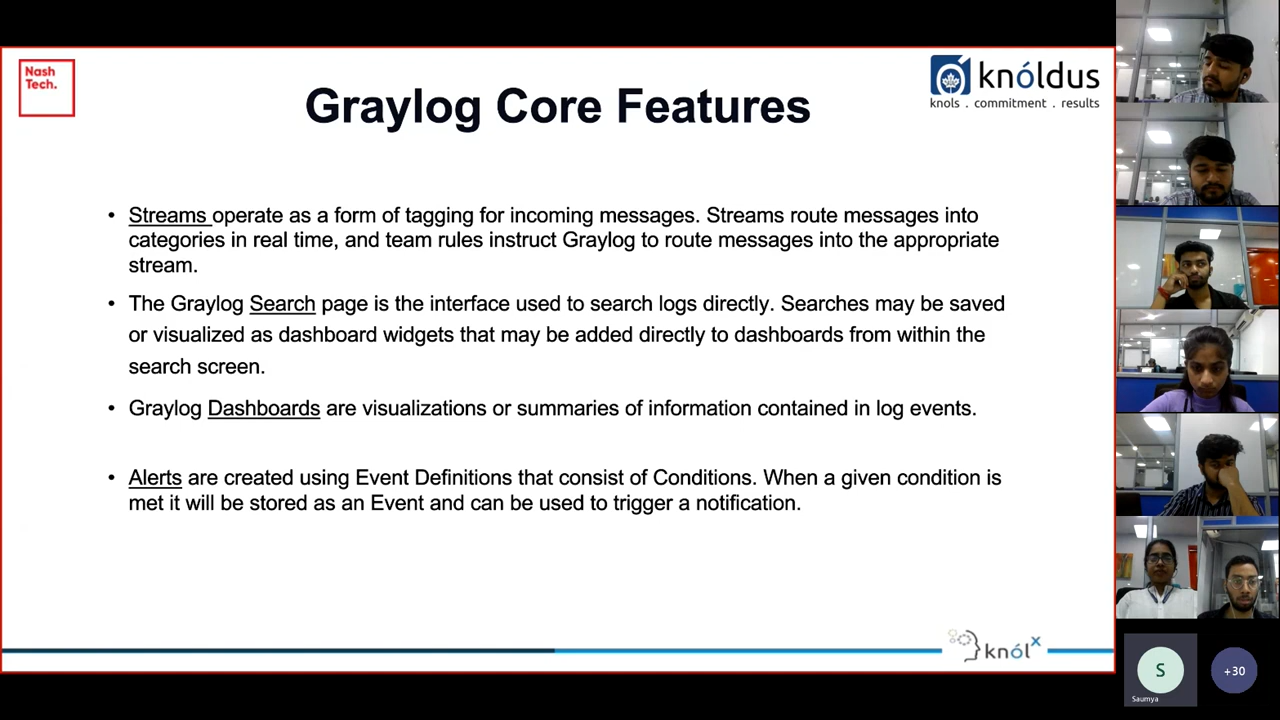 Nash
Tech.
knóldus
knols . commitment . results
Graylog Core Features
• Streams operate as a form of tagging for incoming messages. Streams route messages into
categories in real time, and team rules instruct Graylog to route messages into the appropriate
stream.
• The Graylog Search page is the interface used to search logs directly. Searches may be saved
or visualized as dashboard widgets that may be added directly to dashboards from within the
search screen.
• Graylog Dashboards are visualizations or summaries of information contained in log events.
• Alerts are created using Event Definitions that consist of Conditions. When a given condition is
met it will be stored as an Event and can be used to trigger a notification.
knólx
S
Saumya
+30